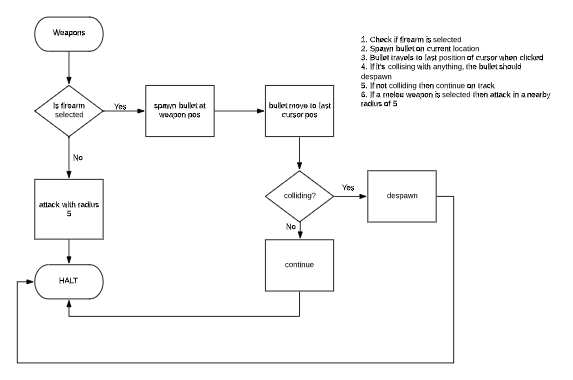 Weapons
1. Check if firearm is selected
2. Spawn bullet on current location
3. Bullet travels to last position of cursor when clicked
4. If it's collising with anything, the bullet should
despawn
5. If not colliding then continue on track
6. If a melee weapon is selected then attack in a nearby
radius of 5
Is firearm
selected
Yes
spawn bullet at
weapon pos
bullet move to last
cursor pos
No
attack with radius
5
colliding?
Yes
despawn
No
continue
HALT